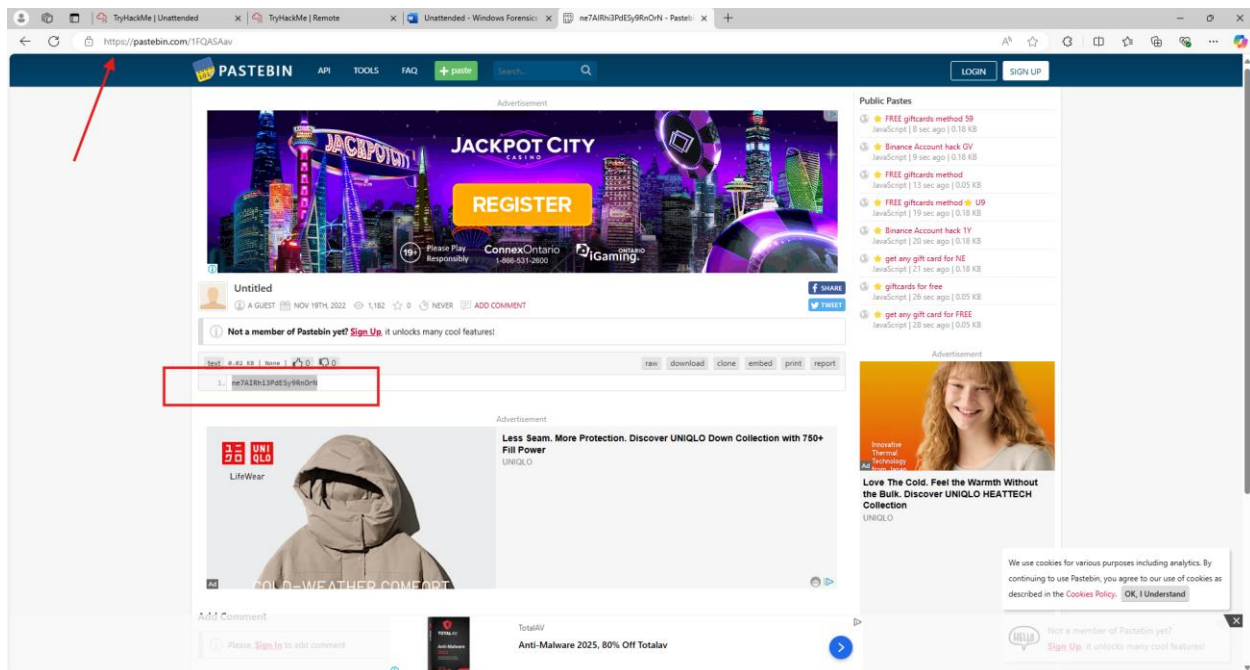 TryHackMe | Unattended
TryHackMe | Remote
Unattended - Windows Forensics
ne7AIRhi3PdESy9RnOrN - Pastebi
https://pastebin.com/1FQASAav
PASTEBIN API TOOLS FAQ + paste Search... LOGIN SIGN UP
Advertisement
JACKPOT CITY
JACKPOT CITY
CASINO
REGISTER
19+ Please Play Responsibly ConnexOntario 1-866-531-2600 iGaming ONTARIO
Untitled
A GUEST NOV 19TH, 2022 1,182 0 NEVER ADD COMMENT
SHARE
TWEET
Not a member of Pastebin yet? Sign Up, it unlocks many cool features!
text 0.02 KB | None | 0 0 raw download clone embed print report
1. ne7AIRhi3PdESy9RnOrN
Advertisement
UNI QLO
LifeWear
Less Seam. More Protection. Discover UNIQLO Down Collection with 750+
Fill Power
UNIQLO
Ad
COLD-WEATHER COMFORT
Add Comment
Please, Sign In to add comment
TotalAV
Anti-Malware 2025, 80% Off Totalav
Public Pastes
FREE giftcards method 59
JavaScript | 8 sec ago | 0.18 KB
Binance Account hack GV
JavaScript | 9 sec ago | 0.18 KB
FREE giftcards method
JavaScript | 13 sec ago | 0.05 KB
FREE giftcards method U9
JavaScript | 19 sec ago | 0.18 KB
Binance Account hack 1Y
JavaScript | 20 sec ago | 0.18 KB
get any gift card for NE
JavaScript | 21 sec ago | 0.18 KB
giftcards for free
JavaScript | 26 sec ago | 0.05 KB
get any gift card for FREE
JavaScript | 28 sec ago | 0.05 KB
Advertisement
Innovative
Thermal
Technology
from Japan
Ad
Love The Cold. Feel the Warmth Without
the Bulk. Discover UNIQLO HEATTECH
Collection
UNIQLO
We use cookies for various purposes including analytics. By
continuing to use Pastebin, you agree to our use of cookies as
described in the Cookies Policy. OK, I Understand
HELLO
Not a member of Pastebin yet?
Sign Up, it unlocks many cool features!